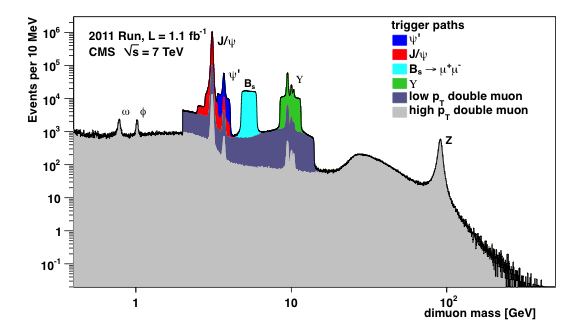 2011 Run, L = 1.1 fb⁻¹
CMS √s = 7 TeV
trigger paths
ψ'
J/ψ
Bₛ → μ⁺μ⁻
Υ
low p_T double muon
high p_T double muon
J/ψ
ψ'
Bₛ
Υ
ω
ϕ
Z
Events per 10 MeV
10⁶
10⁵
10⁴
10³
10²
10
1
10⁻¹
1
10
10²
dimuon mass [GeV]